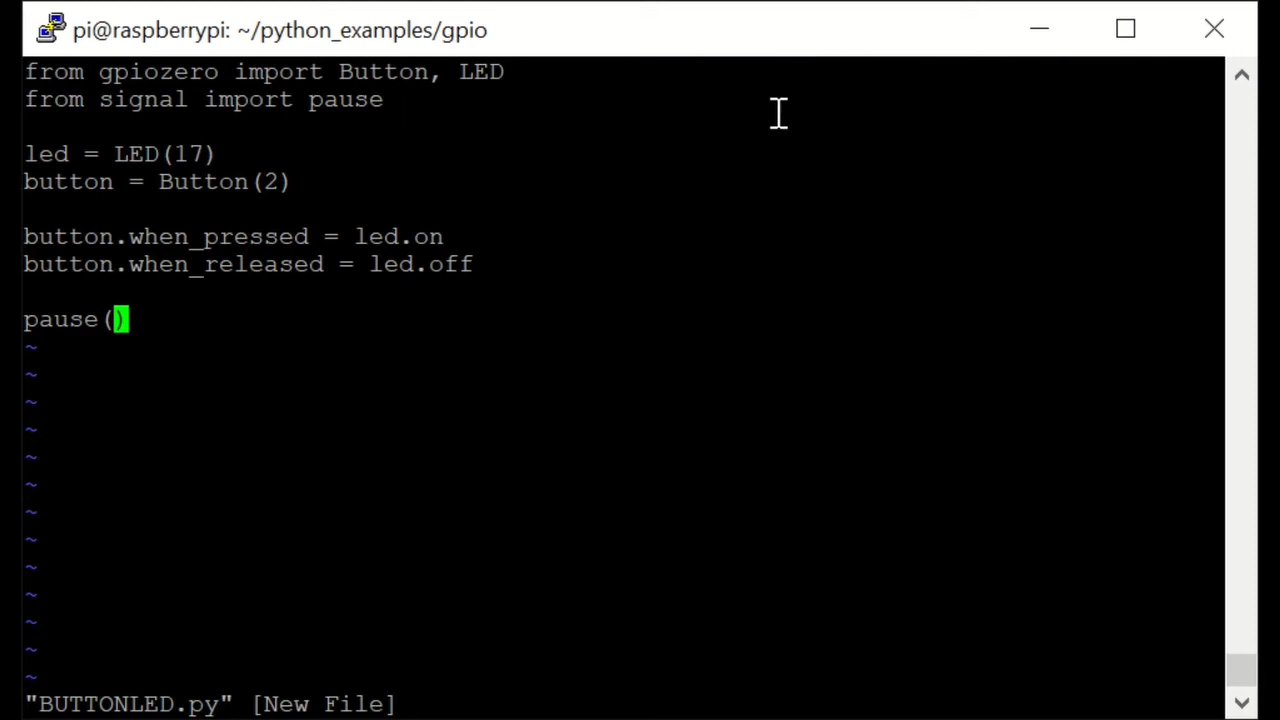 pi@raspberrypi: ~/python_examples/gpio
from gpiozero import Button, LED
from signal import pause
led = LED(17)
button = Button(2)
button.when_pressed = led.on
button.when_released = led.off
pause()
~
~
~
~
~
~
~
~
~
~
~
~
~
"BUTTONLED.py" [New File]